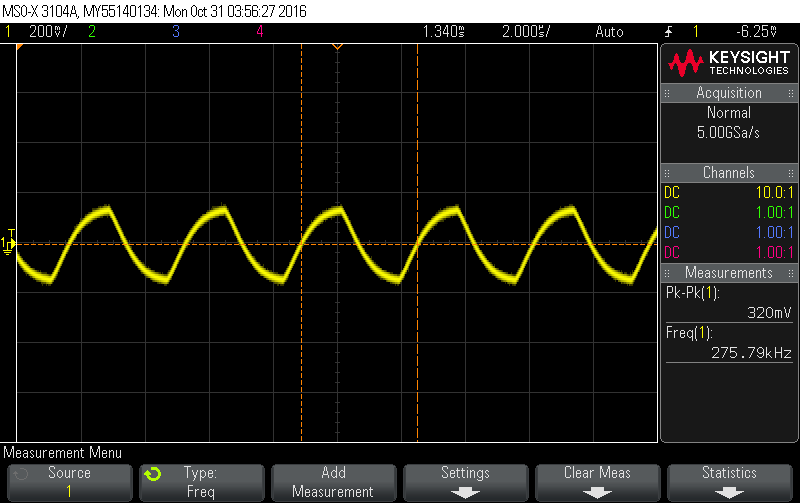 MSO-X 3104A, MY55140134: Mon Oct 31 03:56:27 2016
1 200mV/ 2 3 4 1.340ms 2.000us/ Auto 1 -6.25mV
KEYSIGHT
TECHNOLOGIES
Acquisition
Normal
5.00GSa/s
Channels
DC 10.0:1
DC 1.00:1
DC 1.00:1
DC 1.00:1
T
1
Measurements
Pk-Pk(1):
320mV
Freq(1):
275.79kHz
Measurement Menu
Source
1
Type:
Freq
Add
Measurement
Settings
Clear Meas
Statistics